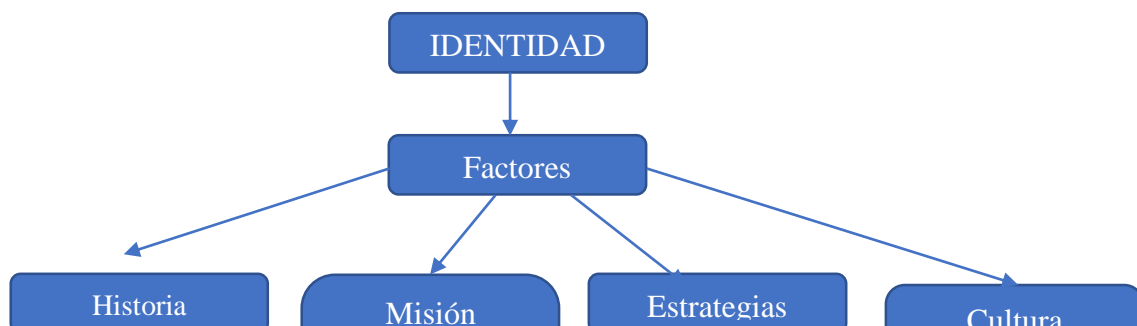 IDENTIDAD
Factores
Historia
Misión
Estrategias
Cultura